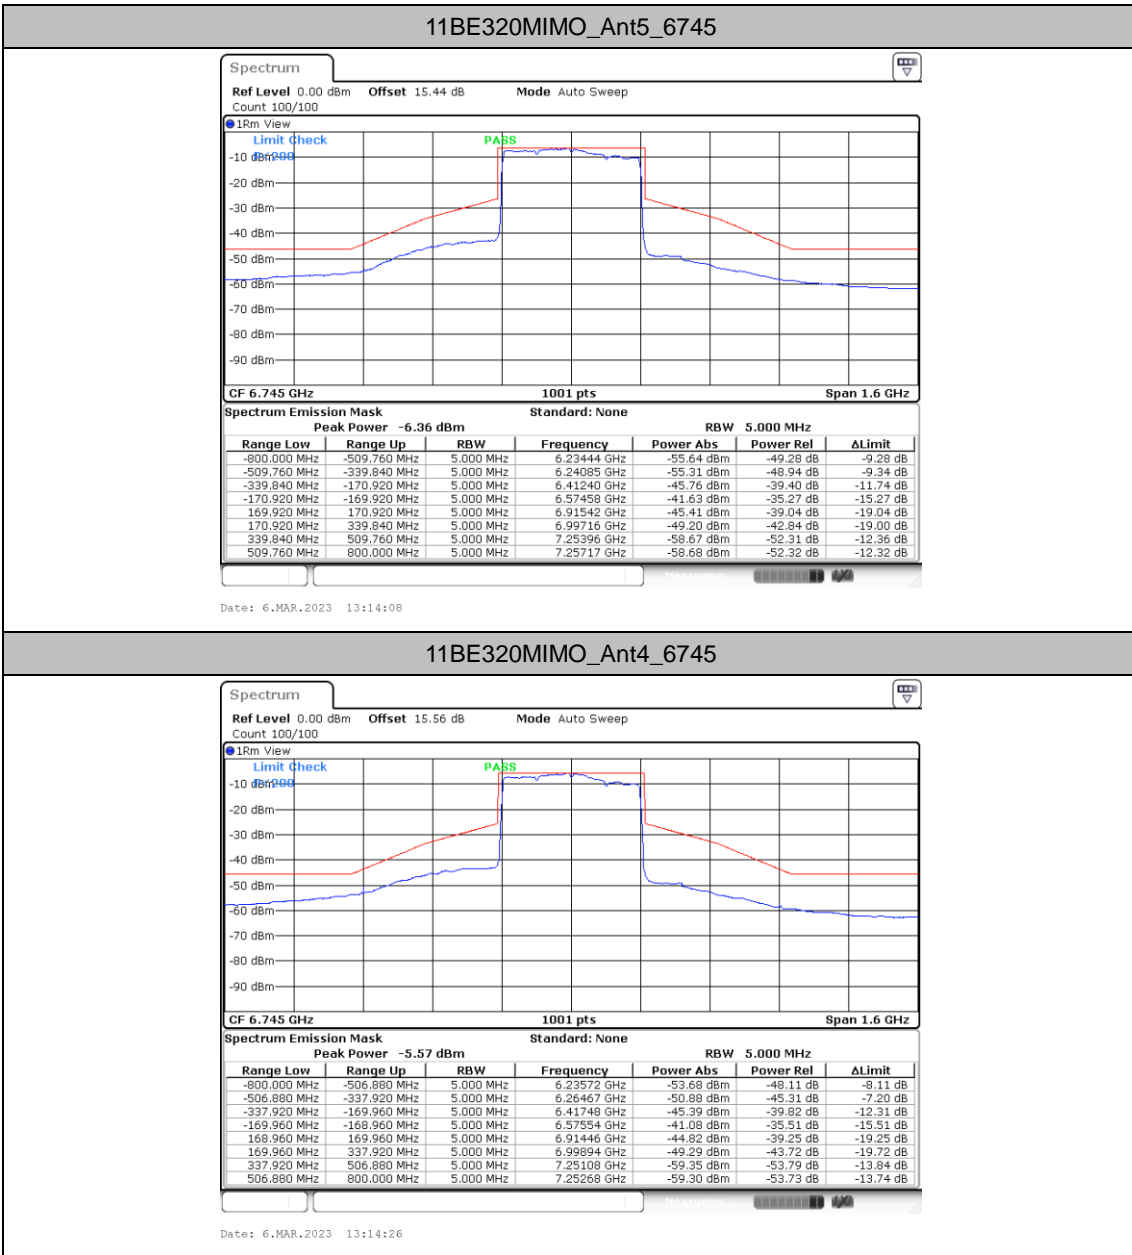 11BE320MIMO_Ant5_6745
Spectrum
Ref Level 0.00 dBm Offset 15.44 dB Mode Auto Sweep
Count 100/100
1Rm View
Limit Check PASS
-10 dBm
-20 dBm
-30 dBm
-40 dBm
-50 dBm
-60 dBm
-70 dBm
-80 dBm
-90 dBm
CF 6.745 GHz 1001 pts Span 1.6 GHz
Spectrum Emission Mask Standard: None
Peak Power -6.36 dBm RBW 5.000 MHz
Range Low Range Up RBW Frequency Power Abs Power Rel ΔLimit
-800.000 MHz -509.760 MHz 5.000 MHz 6.23444 GHz -55.64 dBm -49.28 dB -9.28 dB
-509.760 MHz -339.840 MHz 5.000 MHz 6.24085 GHz -55.31 dBm -48.94 dB -9.34 dB
-339.840 MHz -170.920 MHz 5.000 MHz 6.41240 GHz -45.76 dBm -39.40 dB -11.74 dB
-170.920 MHz -169.920 MHz 5.000 MHz 6.57458 GHz -41.63 dBm -35.27 dB -15.27 dB
169.920 MHz 170.920 MHz 5.000 MHz 6.91542 GHz -45.41 dBm -39.04 dB -19.04 dB
170.920 MHz 339.840 MHz 5.000 MHz 6.99716 GHz -49.20 dBm -42.84 dB -19.00 dB
339.840 MHz 509.760 MHz 5.000 MHz 7.25396 GHz -58.67 dBm -52.31 dB -12.36 dB
509.760 MHz 800.000 MHz 5.000 MHz 7.25717 GHz -58.68 dBm -52.32 dB -12.32 dB
Measuring...
Date: 6.MAR.2023 13:14:08
11BE320MIMO_Ant4_6745
Spectrum
Ref Level 0.00 dBm Offset 15.56 dB Mode Auto Sweep
Count 100/100
1Rm View
Limit Check PASS
-10 dBm
-20 dBm
-30 dBm
-40 dBm
-50 dBm
-60 dBm
-70 dBm
-80 dBm
-90 dBm
CF 6.745 GHz 1001 pts Span 1.6 GHz
Spectrum Emission Mask Standard: None
Peak Power -5.57 dBm RBW 5.000 MHz
Range Low Range Up RBW Frequency Power Abs Power Rel ΔLimit
-800.000 MHz -506.880 MHz 5.000 MHz 6.23572 GHz -53.68 dBm -48.11 dB -8.11 dB
-506.880 MHz -337.920 MHz 5.000 MHz 6.26467 GHz -50.88 dBm -45.31 dB -7.20 dB
-337.920 MHz -169.960 MHz 5.000 MHz 6.41748 GHz -45.39 dBm -39.82 dB -12.31 dB
-169.960 MHz -168.960 MHz 5.000 MHz 6.57554 GHz -41.08 dBm -35.51 dB -15.51 dB
168.960 MHz 169.960 MHz 5.000 MHz 6.91446 GHz -44.82 dBm -39.25 dB -19.25 dB
169.960 MHz 337.920 MHz 5.000 MHz 6.99894 GHz -49.29 dBm -43.72 dB -19.72 dB
337.920 MHz 506.880 MHz 5.000 MHz 7.25108 GHz -59.35 dBm -53.79 dB -13.84 dB
506.880 MHz 800.000 MHz 5.000 MHz 7.25268 GHz -59.30 dBm -53.73 dB -13.74 dB
Measuring...
Date: 6.MAR.2023 13:14:26